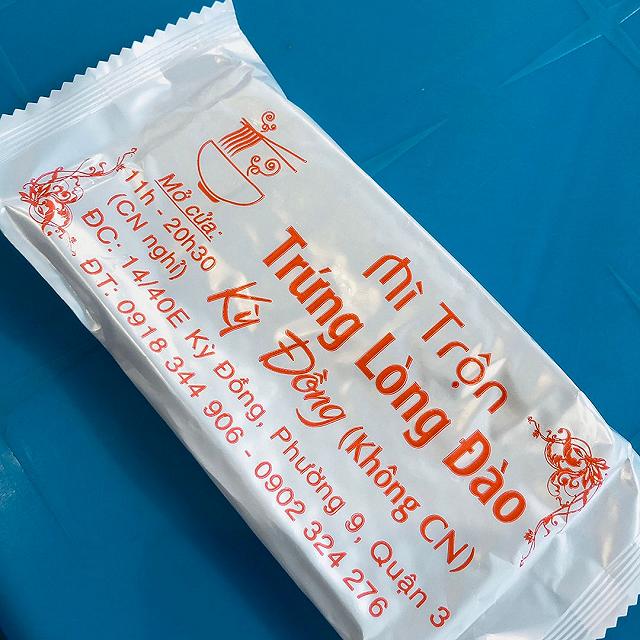 Mì Trộn
Trứng Lòng Đào
Kỳ Đồng (Không CN)
Mở cửa:
11h - 20h30
(CN nghỉ)
ĐC: 14/40E Kỳ Đồng, Phường 9, Quận 3
ĐT: 0918 344 906 - 0902 324 276